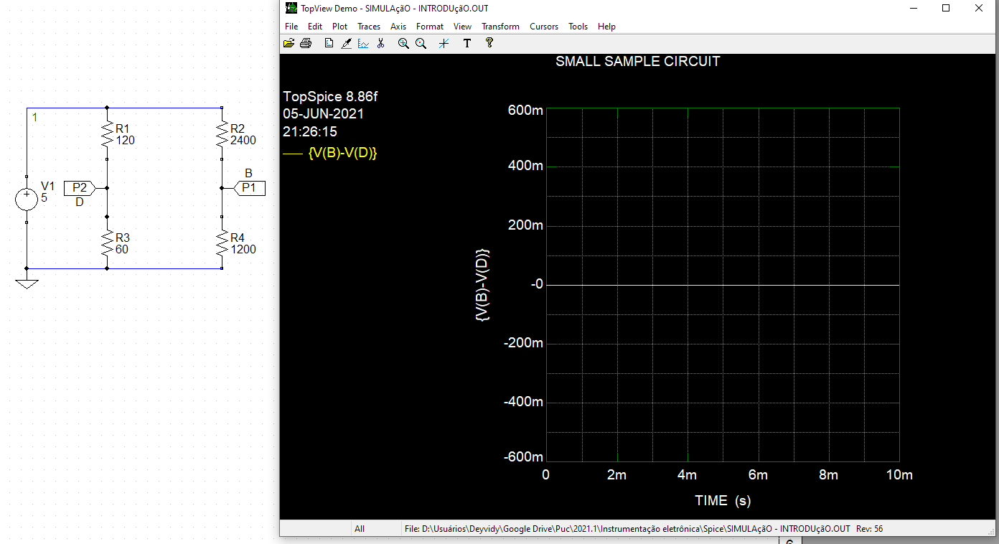 TopView Demo - SIMULAçãO - INTRODUçãO.OUT
File Edit Plot Traces Axis Format View Transform Cursors Tools Help
T ?
SMALL SAMPLE CIRCUIT
TopSpice 8.86f
05-JUN-2021
21:26:15
{V(B)-V(D)}
600m
400m
200m
-0
-200m
-400m
-600m
{V(B)-V(D)}
0 2m 4m 6m 8m 10m
TIME (s)
All File: D:\Usuários\Deyvidy\Google Drive\Puc\2021.1\Instrumentação eletrônica\Spice\SIMULAçãO - INTRODUçãO.OUT Rev: 56
1
R1
120
R2
2400
V1
5
P2
D
B
P1
R3
60
R4
1200